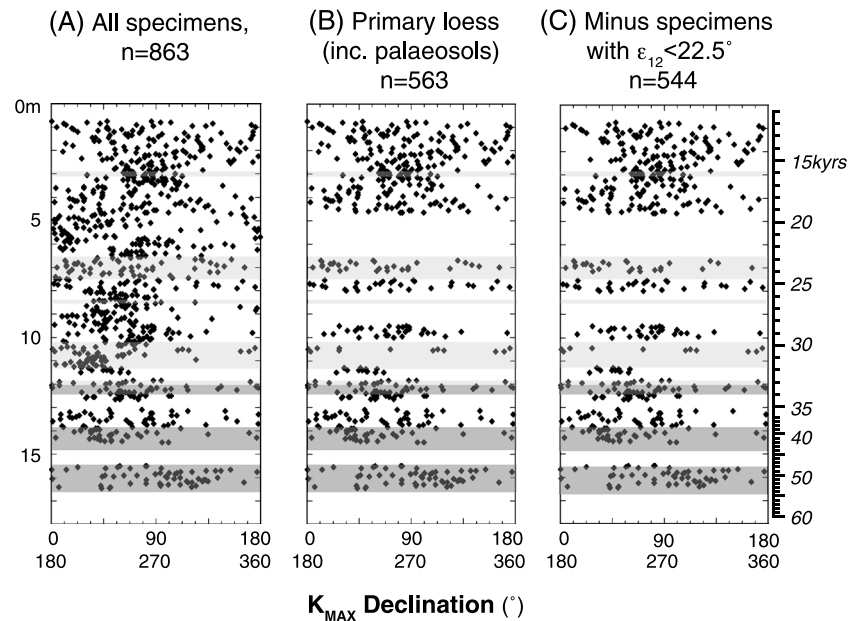 (A) All specimens,
n=863
(B) Primary loess
(inc. palaeosols)
n=563
(C) Minus specimens
with ε12<22.5°
n=544
0m
5
10
15
15kyrs
20
25
30
35
40
50
60
0 90 180
180 270 360
0 90 180
180 270 360
0 90 180
180 270 360
KMAX Declination (°)